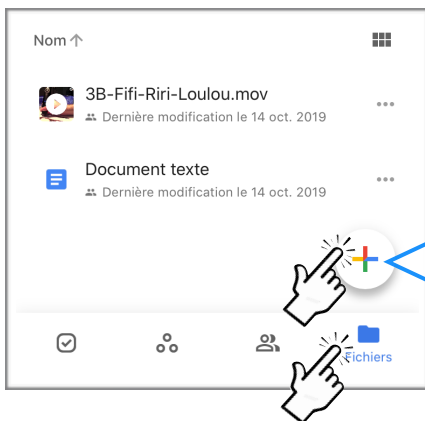 Nom ↑
3B-Fifi-Riri-Loulou.mov
Dernière modification le 14 oct. 2019
Document texte
Dernière modification le 14 oct. 2019
Fichiers